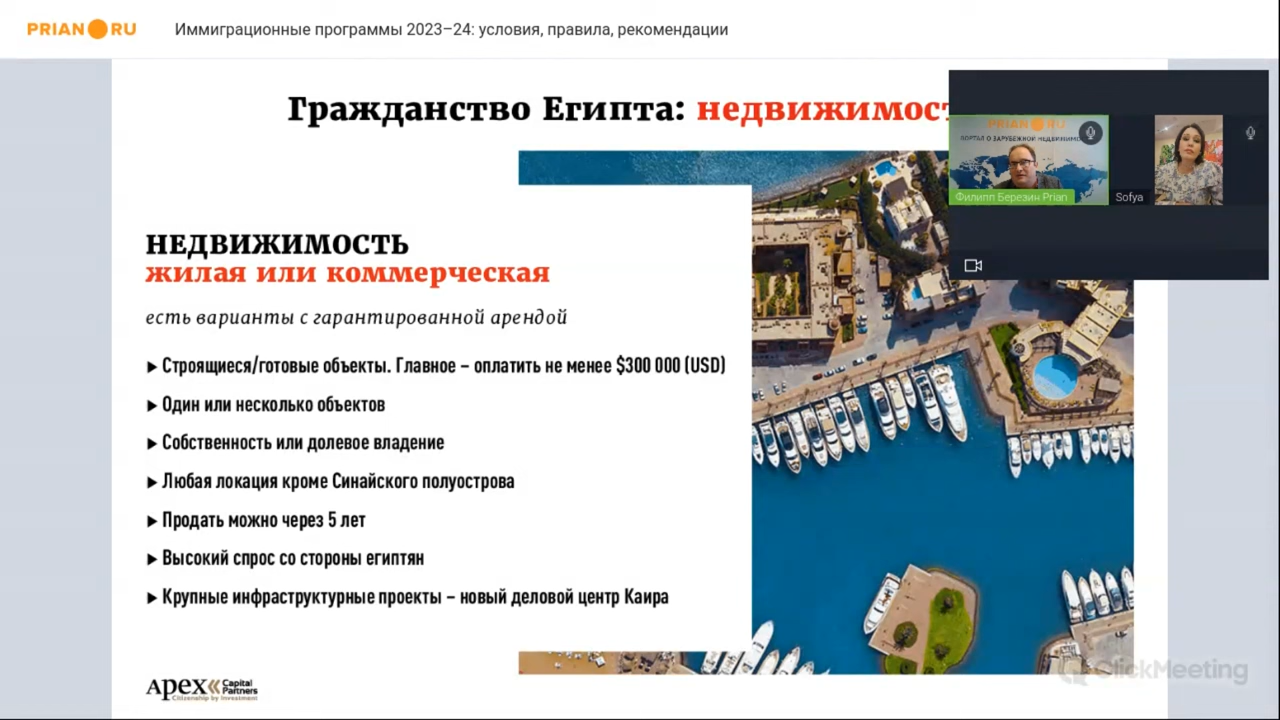 PRIAN RU
Иммиграционные программы 2023–24: условия, правила, рекомендации
Гражданство Египта: недвижимос
PRIAN RU
ПОРТАЛ О ЗАРУБЕЖНОЙ
Филипп Березин Prian
Sofya
НЕДВИЖИМОСТЬ
жилая или коммерческая
есть варианты с гарантированной арендой
▸ Строящиеся/готовые объекты. Главное – оплатить не менее $300 000 (USD)
▸ Один или несколько объектов
▸ Собственность или долевое владение
▸ Любая локация кроме Синайского полуострова
▸ Продать можно через 5 лет
▸ Высокий спрос со стороны египтян
▸ Крупные инфраструктурные проекты – новый деловой центр Каира
APEX Capital Partners
Citizenship by Investment
ClickMeeting